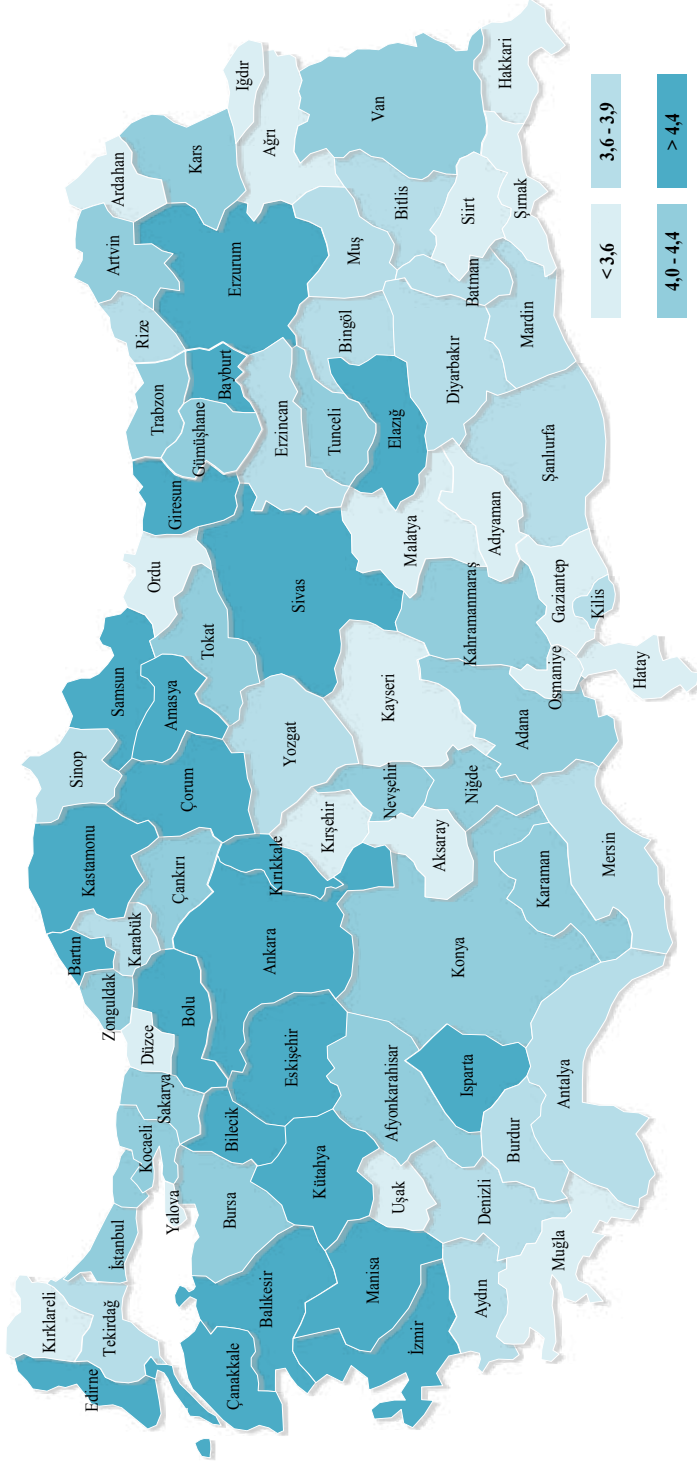 Kırklareli
Edirne
Tekirdağ
İstanbul
Yalova
Kocaeli
Sakarya
Düzce
Zonguldak
Bartın
Karabük
Kastamonu
Sinop
Çankırı
Bolu
Çorum
Samsun
Amasya
Tokat
Ordu
Giresun
Gümüşhane
Trabzon
Bayburt
Rize
Artvin
Ardahan
Kars
Iğdır
Ağrı
Erzurum
Erzincan
Çanakkale
Balıkesir
Bursa
Bilecik
Kütahya
Eskişehir
Ankara
Kırıkkale
Yozgat
Sivas
Tunceli
Bingöl
Muş
Bitlis
Van
Hakkari
Şırnak
Siirt
Batman
Mardin
Diyarbakır
Elazığ
Malatya
Adıyaman
Şanlıurfa
Gaziantep
Kilis
Hatay
Osmaniye
Kahramanmaraş
Adana
Kayseri
Niğde
Nevşehir
Kırşehir
Aksaray
Konya
Karaman
Mersin
Antalya
Isparta
Burdur
Afyonkarahisar
Uşak
Denizli
Muğla
Aydın
Manisa
İzmir
< 3,6
3,6 - 3,9
4,0 - 4,4
> 4,4